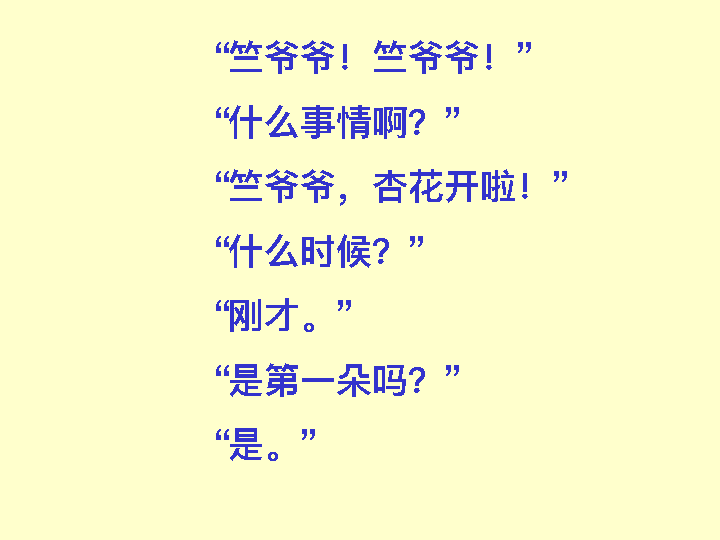 “竺爷爷！竺爷爷！”
“什么事情啊？”
“竺爷爷，杏花开啦！”
“什么时候？”
“刚才。”
“是第一朵吗？”
“是。”